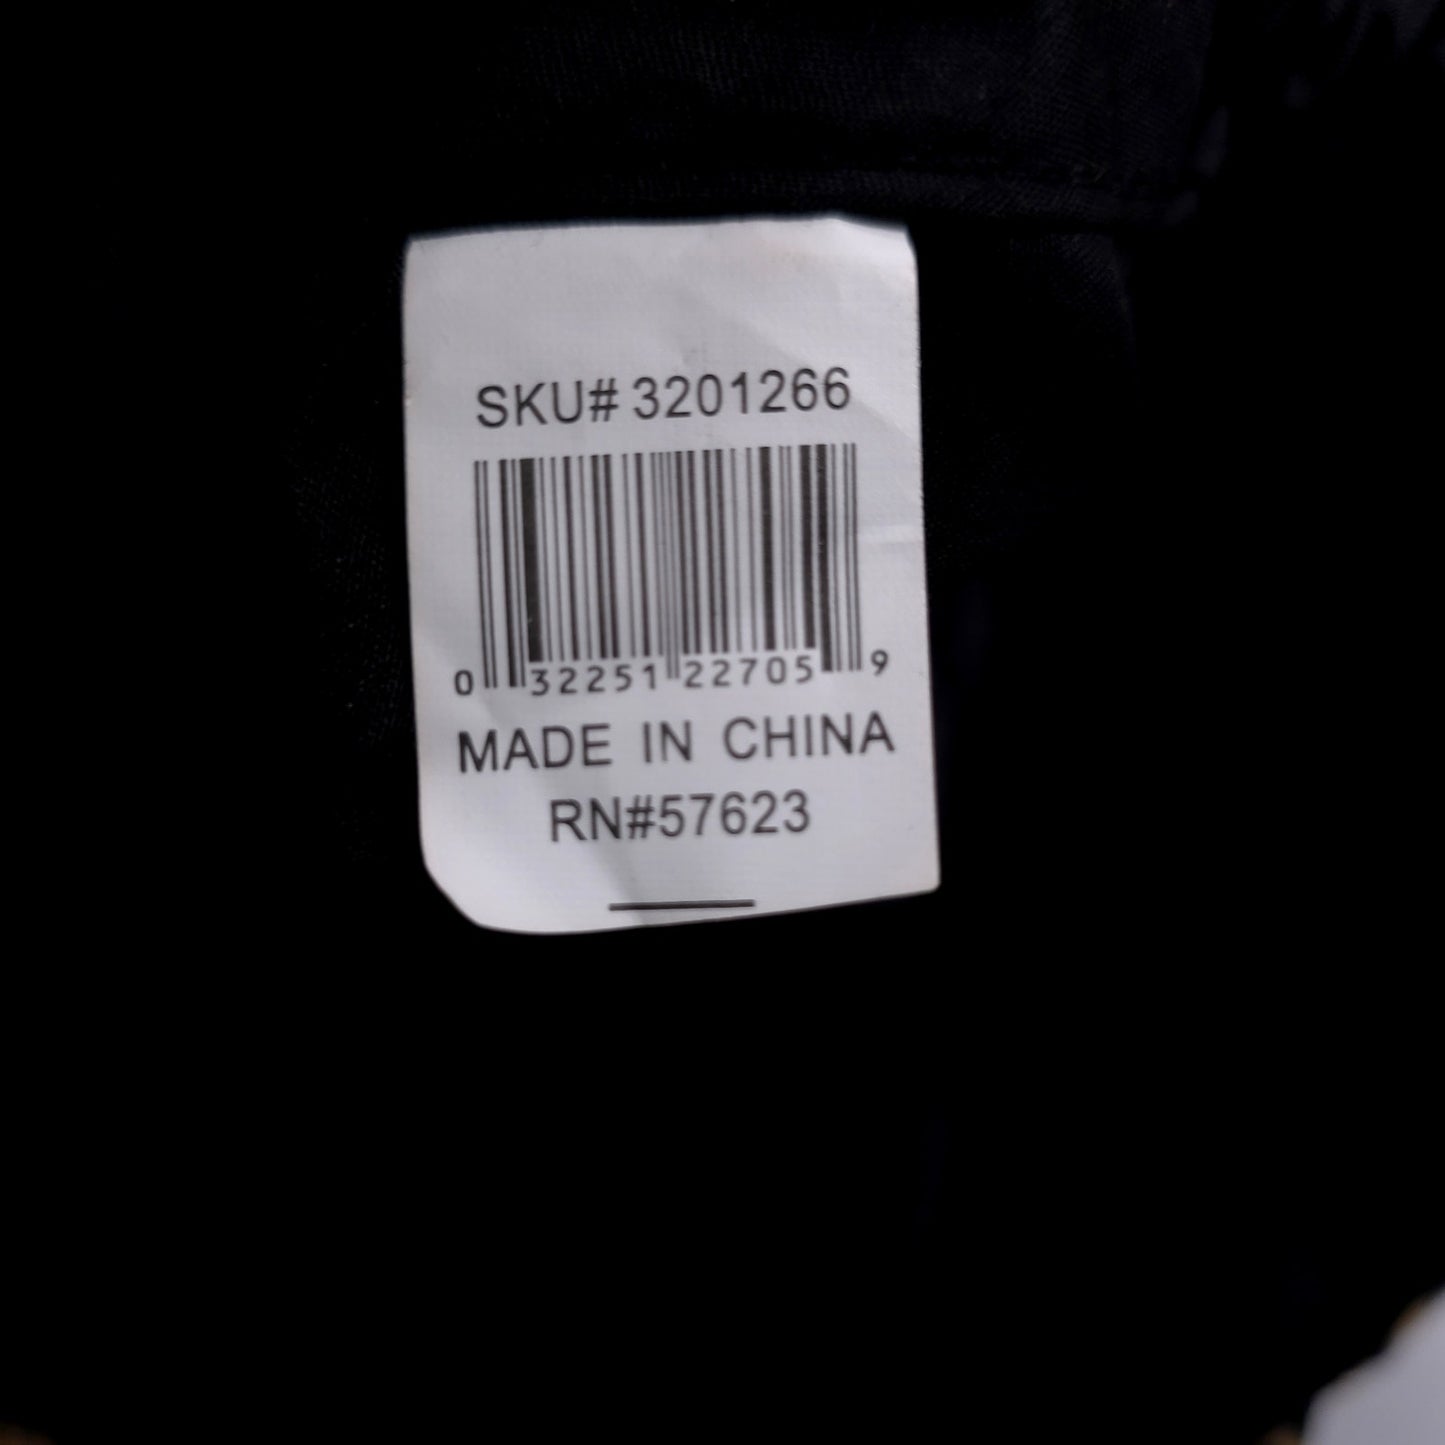 SKU# 3201266
0 32251 22705 9
MADE IN CHINA
RN#57623